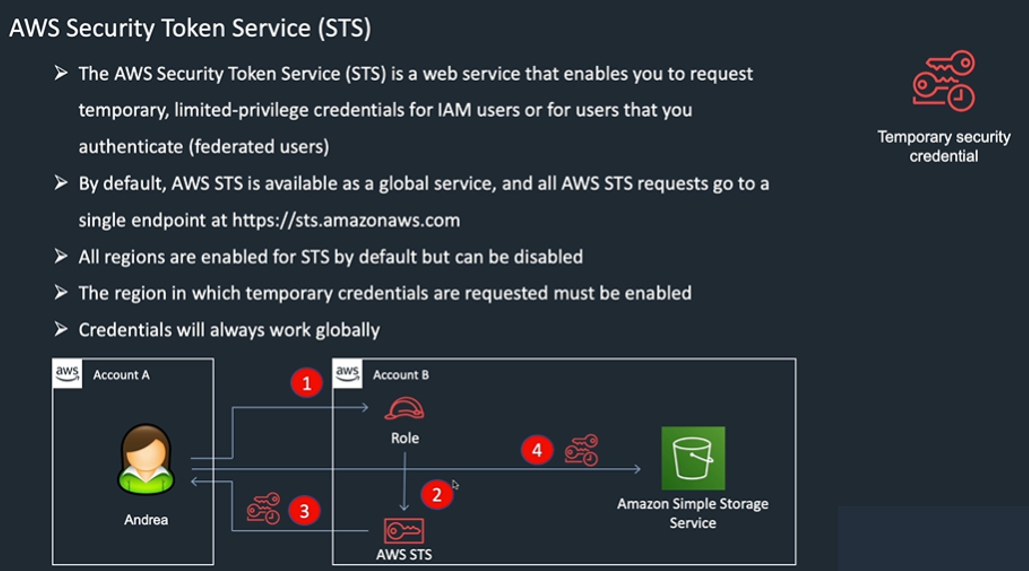 AWS Security Token Service (STS)
➢ The AWS Security Token Service (STS) is a web service that enables you to request
temporary, limited-privilege credentials for IAM users or for users that you
authenticate (federated users)
➢ By default, AWS STS is available as a global service, and all AWS STS requests go to a
single endpoint at https://sts.amazonaws.com
➢ All regions are enabled for STS by default but can be disabled
➢ The region in which temporary credentials are requested must be enabled
➢ Credentials will always work globally
Temporary security
credential
aws
Account A
Andrea
1
aws
Account B
Role
2
AWS STS
3
4
Amazon Simple Storage
Service